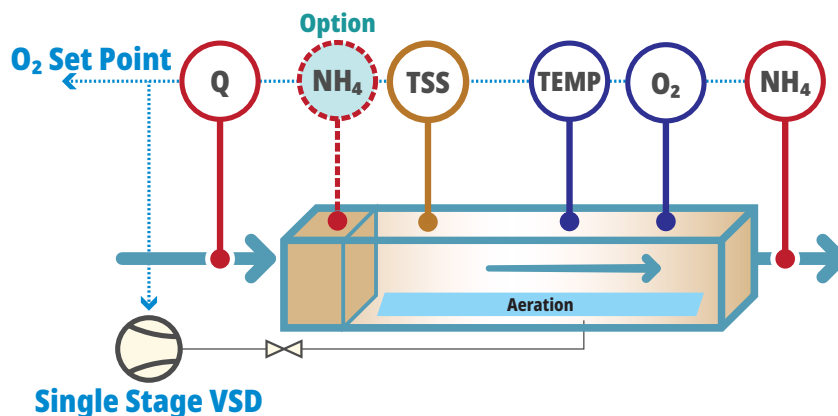 Option
O₂ Set Point
Q
NH₄
TSS
TEMP
O₂
NH₄
Aeration
Single Stage VSD